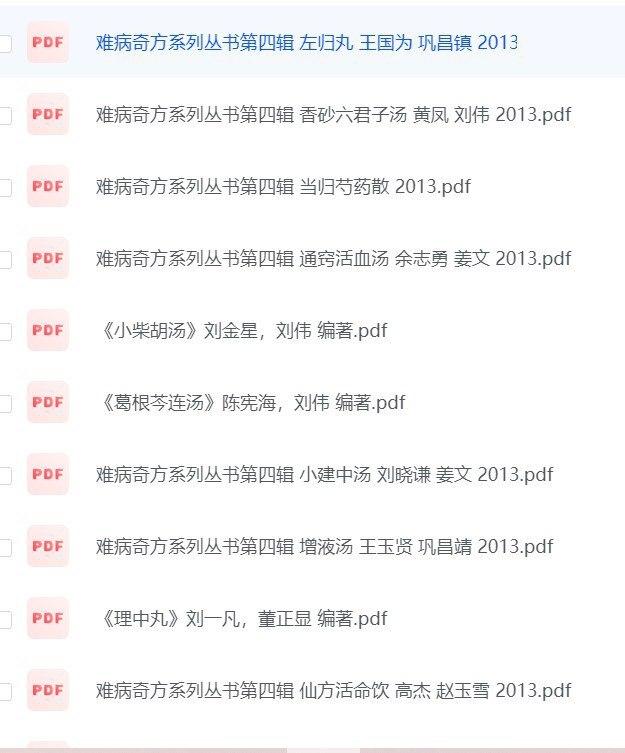 PDF 难病奇方系列丛书第四辑 左归丸 王国为 巩昌镇 2013
PDF 难病奇方系列丛书第四辑 香砂六君子汤 黄凤 刘伟 2013.pdf
PDF 难病奇方系列丛书第四辑 当归芍药散 2013.pdf
PDF 难病奇方系列丛书第四辑 通窍活血汤 余志勇 姜文 2013.pdf
PDF 《小柴胡汤》刘金星，刘伟 编著.pdf
PDF 《葛根芩连汤》陈宪海，刘伟 编著.pdf
PDF 难病奇方系列丛书第四辑 小建中汤 刘晓谦 姜文 2013.pdf
PDF 难病奇方系列丛书第四辑 增液汤 王玉贤 巩昌靖 2013.pdf
PDF 《理中丸》刘一凡，董正显 编著.pdf
PDF 难病奇方系列丛书第四辑 仙方活命饮 高杰 赵玉雪 2013.pdf